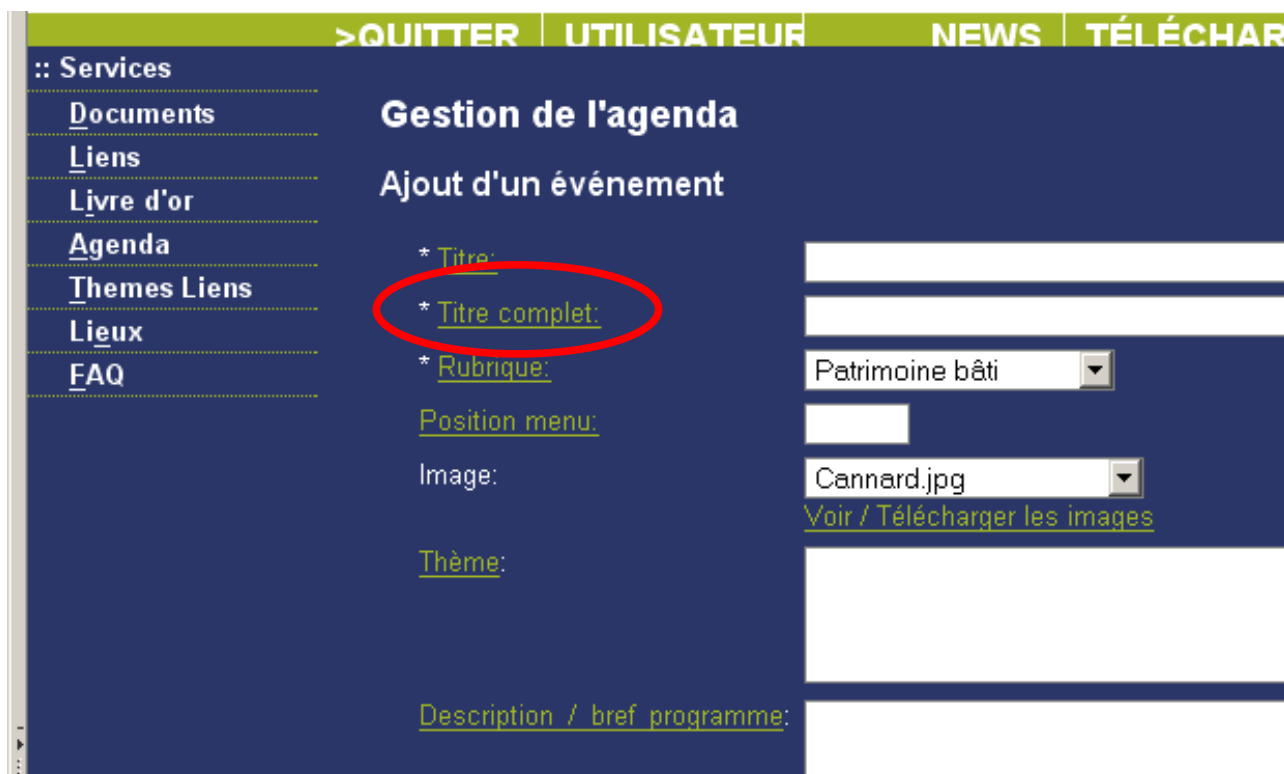 >QUITTER UTILISATEUR NEWS TÉLÉCHAR
:: Services
Documents
Liens
Livre d'or
Agenda
Themes Liens
Lieux
FAQ
Gestion de l'agenda
Ajout d'un événement
* Titre:
* Titre complet:
* Rubrique: Patrimoine bâti
Position menu:
Image: Cannard.jpg
Voir / Télécharger les images
Thème:
Description / bref programme: